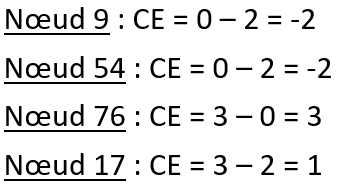 Nœud 9 : CE = 0 – 2 = -2
Nœud 54 : CE = 0 – 2 = -2
Nœud 76 : CE = 3 – 0 = 3
Nœud 17 : CE = 3 – 2 = 1